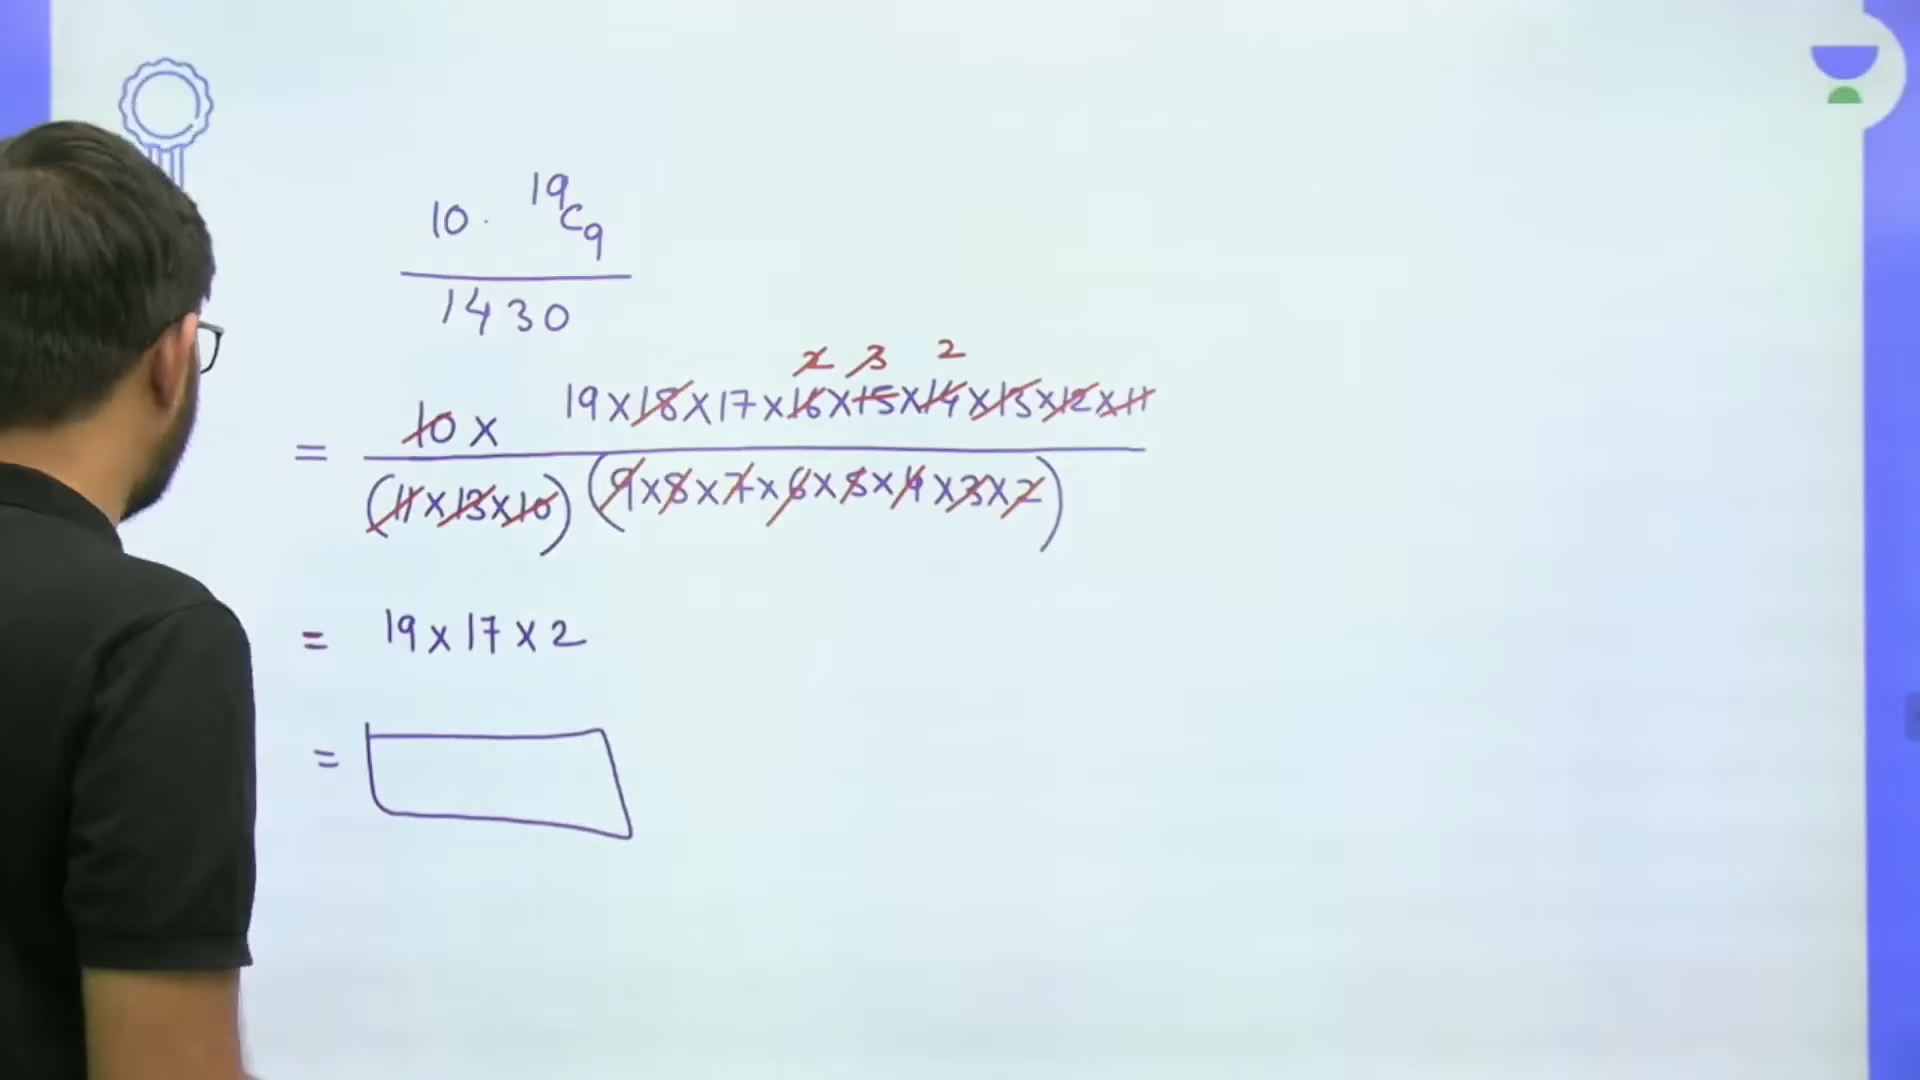 10 . ¹⁹C₉
1430
2 3 2
= 10 x 19 x 18 x 17 x 16 x 15 x 14 x 13 x 12 x 11
(11 x 13 x 10) (9 x 8 x 7 x 6 x 5 x 4 x 3 x 2)
= 19 x 17 x 2
=